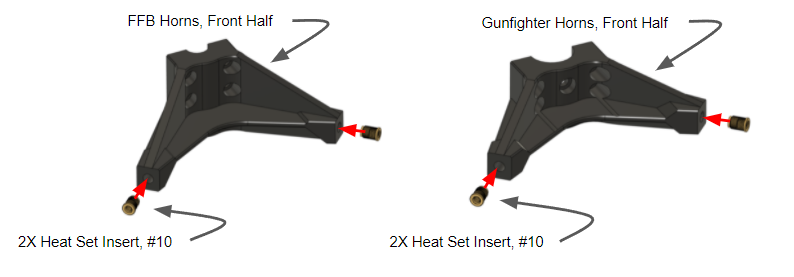 FFB Horns, Front Half
Gunfighter Horns, Front Half
2X Heat Set Insert, #10
2X Heat Set Insert, #10